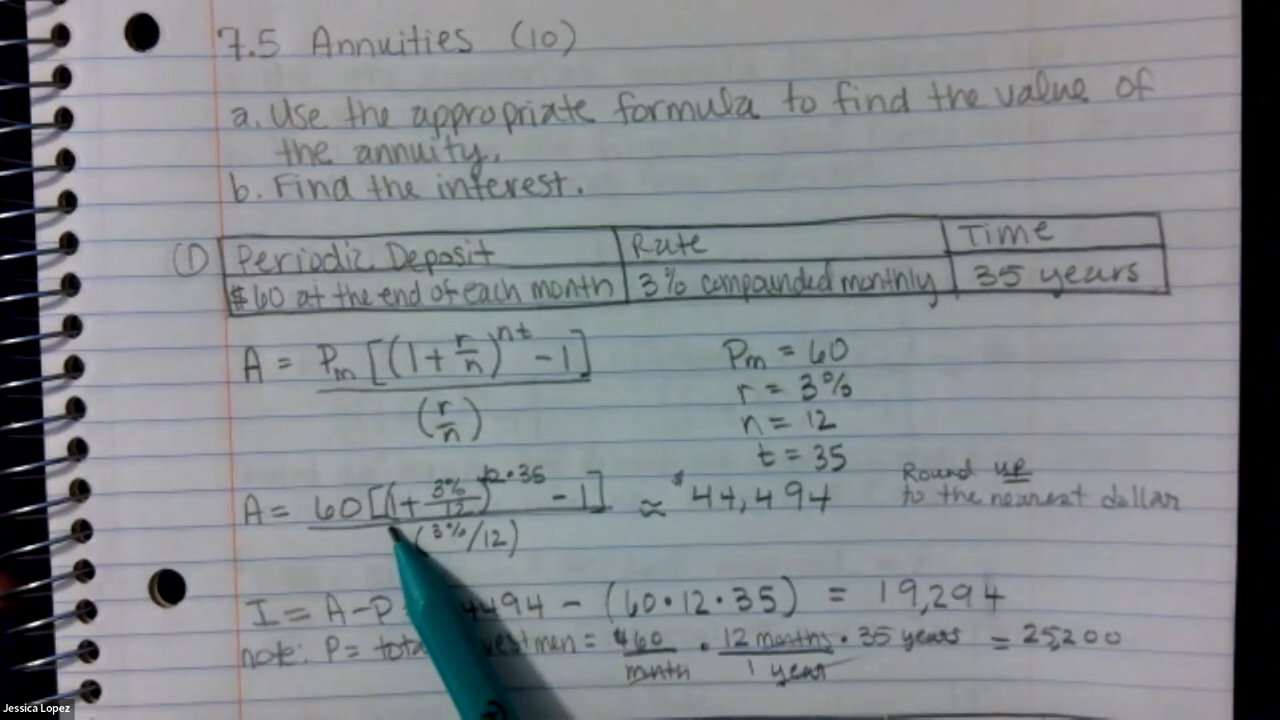 7.5 Annuities (10)
a. Use the appropriate formula to find the value of
the annuity.
b. Find the interest.
① Periodic Deposit Rate Time
$60 at the end of each month 3% compounded monthly 35 years
A = Pm [(1 + r/n)^nt - 1] / (r/n)
Pm = 60
r = 3%
n = 12
t = 35
A = 60[(1 + 3%/12)^12·35 - 1] / (3%/12) ≈ $44,494
Round up
to the nearest dollar
I = A - P 4494 - (60·12·35) = 19,294
note: P = = $60/month · 12 months/1 year · 35 years = 25,200
Jessica Lopez